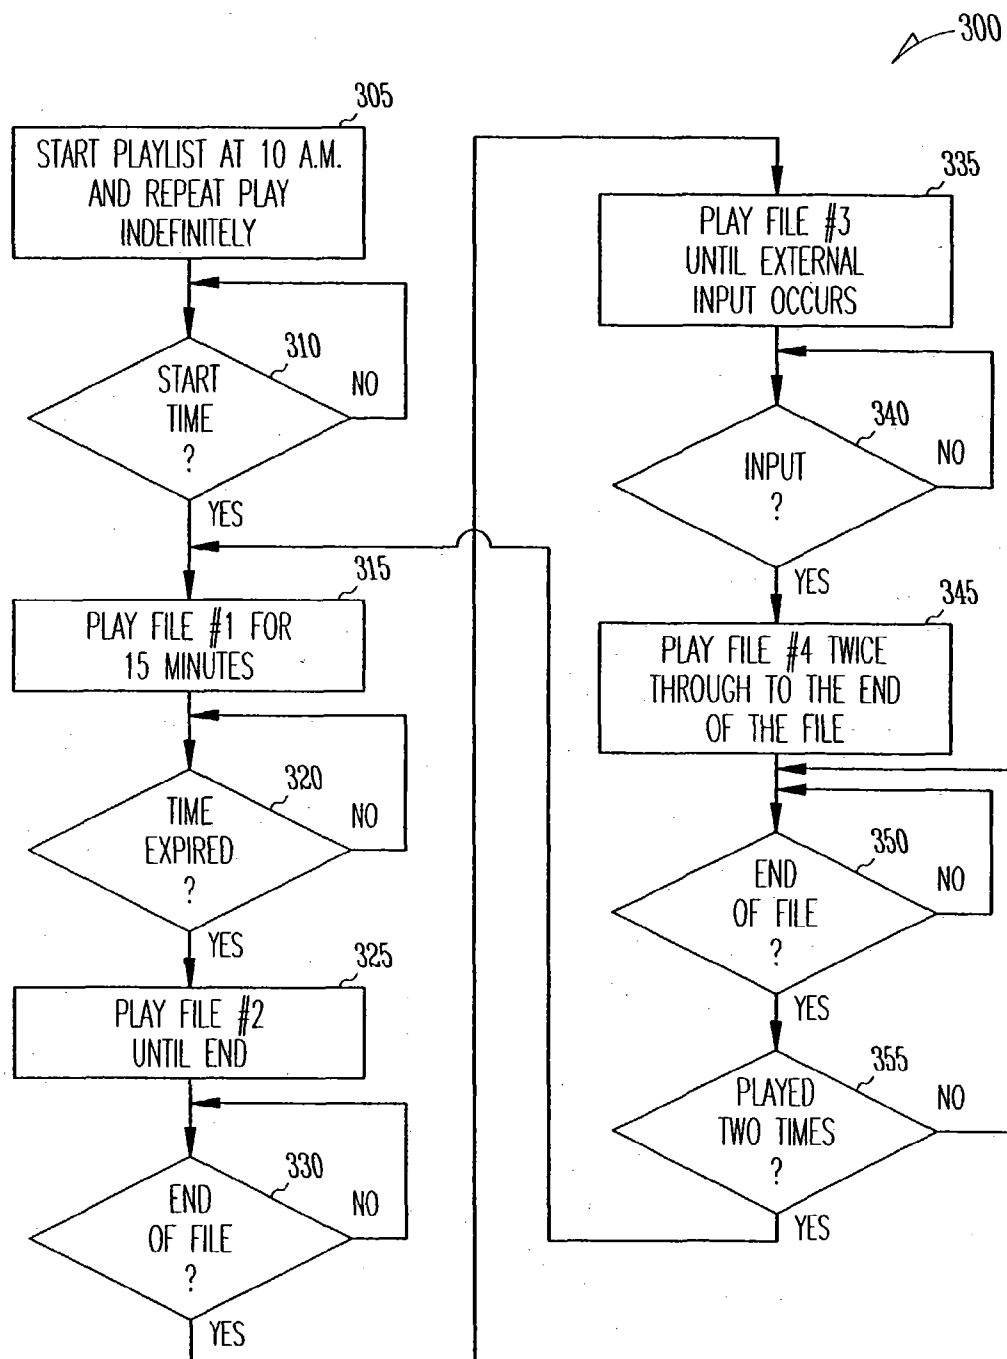 300
305
START PLAYLIST AT 10 A.M.
AND REPEAT PLAY
INDEFINITELY
310
START
TIME
?
NO
YES
315
PLAY FILE #1 FOR
15 MINUTES
320
TIME
EXPIRED
?
NO
YES
325
PLAY FILE #2
UNTIL END
330
END
OF FILE
?
NO
YES
335
PLAY FILE #3
UNTIL EXTERNAL
INPUT OCCURS
340
INPUT
?
NO
YES
345
PLAY FILE #4 TWICE
THROUGH TO THE END
OF THE FILE
350
END
OF FILE
?
NO
YES
355
PLAYED
TWO TIMES
?
NO
YES